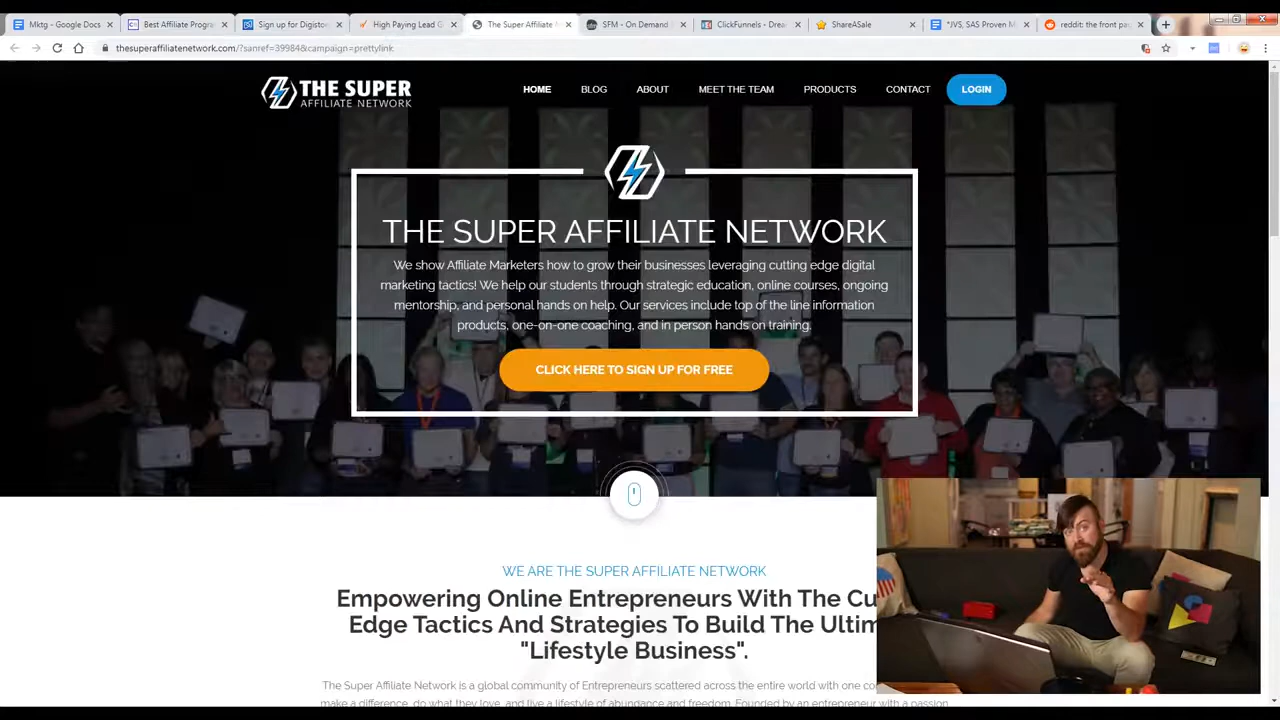 Mktg - Google Docs
Best Affiliate Progra
Sign up for Digistore
High Paying Lead G
The Super Affiliate N
SFM - On Demand
ClickFunnels - Drea
ShareASale
*JVS, SAS Proven M
reddit: the front pa
thesuperaffiliatenetwork.com/?sanref=39984&campaign=prettylink
THE SUPER
AFFILIATE NETWORK
HOME
BLOG
ABOUT
MEET THE TEAM
PRODUCTS
CONTACT
LOGIN
THE SUPER AFFILIATE NETWORK
We show Affiliate Marketers how to grow their businesses leveraging cutting edge digital
marketing tactics! We help our students through strategic education, online courses, ongoing
mentorship, and personal hands on help. Our services include top of the line information
products, one-on-one coaching, and in person hands on training.
CLICK HERE TO SIGN UP FOR FREE
WE ARE THE SUPER AFFILIATE NETWORK
Empowering Online Entrepreneurs With The Cu
Edge Tactics And Strategies To Build The Ultim
"Lifestyle Business".
The Super Affiliate Network is a global community of Entrepreneurs scattered across the entire world with one co
make a difference, do what they love, and live a lifestyle of abundance and freedom. Founded by an entrepreneur with a passion